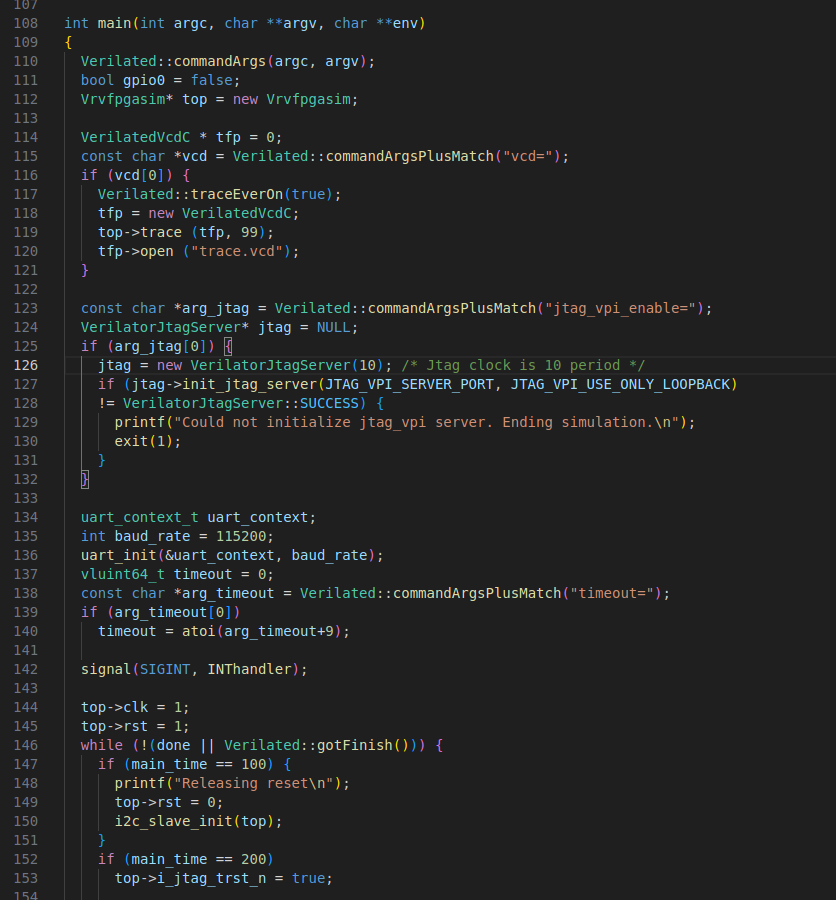 107
108 int main(int argc, char **argv, char **env)
109 {
110 Verilated::commandArgs(argc, argv);
111 bool gpio0 = false;
112 Vrvfpgasim* top = new Vrvfpgasim;
113
114 VerilatedVcdC * tfp = 0;
115 const char *vcd = Verilated::commandArgsPlusMatch("vcd=");
116 if (vcd[0]) {
117 Verilated::traceEverOn(true);
118 tfp = new VerilatedVcdC;
119 top->trace (tfp, 99);
120 tfp->open ("trace.vcd");
121 }
122
123 const char *arg_jtag = Verilated::commandArgsPlusMatch("jtag_vpi_enable=");
124 VerilatorJtagServer* jtag = NULL;
125 if (arg_jtag[0]) {
126 jtag = new VerilatorJtagServer(10); /* Jtag clock is 10 period */
127 if (jtag->init_jtag_server(JTAG_VPI_SERVER_PORT, JTAG_VPI_USE_ONLY_LOOPBACK)
128 != VerilatorJtagServer::SUCCESS) {
129 printf("Could not initialize jtag_vpi server. Ending simulation.\n");
130 exit(1);
131 }
132 }
133
134 uart_context_t uart_context;
135 int baud_rate = 115200;
136 uart_init(&uart_context, baud_rate);
137 vluint64_t timeout = 0;
138 const char *arg_timeout = Verilated::commandArgsPlusMatch("timeout=");
139 if (arg_timeout[0])
140 timeout = atoi(arg_timeout+9);
141
142 signal(SIGINT, INThandler);
143
144 top->clk = 1;
145 top->rst = 1;
146 while (!(done || Verilated::gotFinish())) {
147 if (main_time == 100) {
148 printf("Releasing reset\n");
149 top->rst = 0;
150 i2c_slave_init(top);
151 }
152 if (main_time == 200)
153 top->i_jtag_trst_n = true;
154